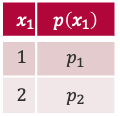 x₁ p(x₁)
1 p₁
2 p₂